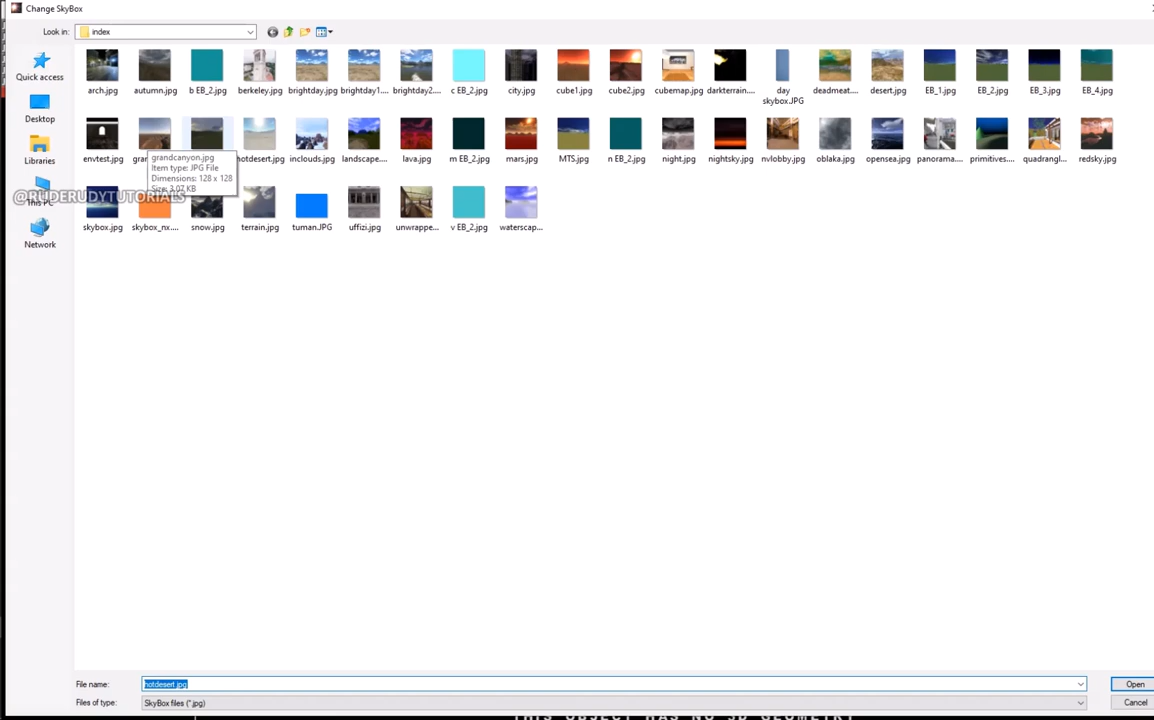 Change SkyBox
Look in: index
Quick access
Desktop
Libraries
This PC
Network
arch.jpg autumn.jpg b EB_2.jpg berkeley.jpg brightday.jpg brightday1.... brightday2.... c EB_2.jpg city.jpg cube1.jpg cube2.jpg cubemap.jpg darkterrain.... day skybox.JPG deadmeat.... desert.jpg EB_1.jpg EB_2.jpg EB_3.jpg EB_4.jpg
envtest.jpg hotdesert.jpg inclouds.jpg landscape.... lava.jpg m EB_2.jpg mars.jpg MTS.jpg n EB_2.jpg night.jpg nightsky.jpg nvlobby.jpg oblaka.jpg opensea.jpg panorama.... primitives.... quadrangl... redsky.jpg
grandcanyon.jpg
Item type: JPG File
Dimensions: 128 x 128
Size: 3,07 KB
@RUDERUDYTUTORIALS
skybox.jpg skybox_nx.... snow.jpg terrain.jpg tuman.JPG uffizi.jpg unwrappe... v EB_2.jpg waterscap...
File name: hotdesert.jpg
Open
Files of type: SkyBox files (*.jpg)
Cancel
THIS OBJECT HAS NO 3D GEOMETRY